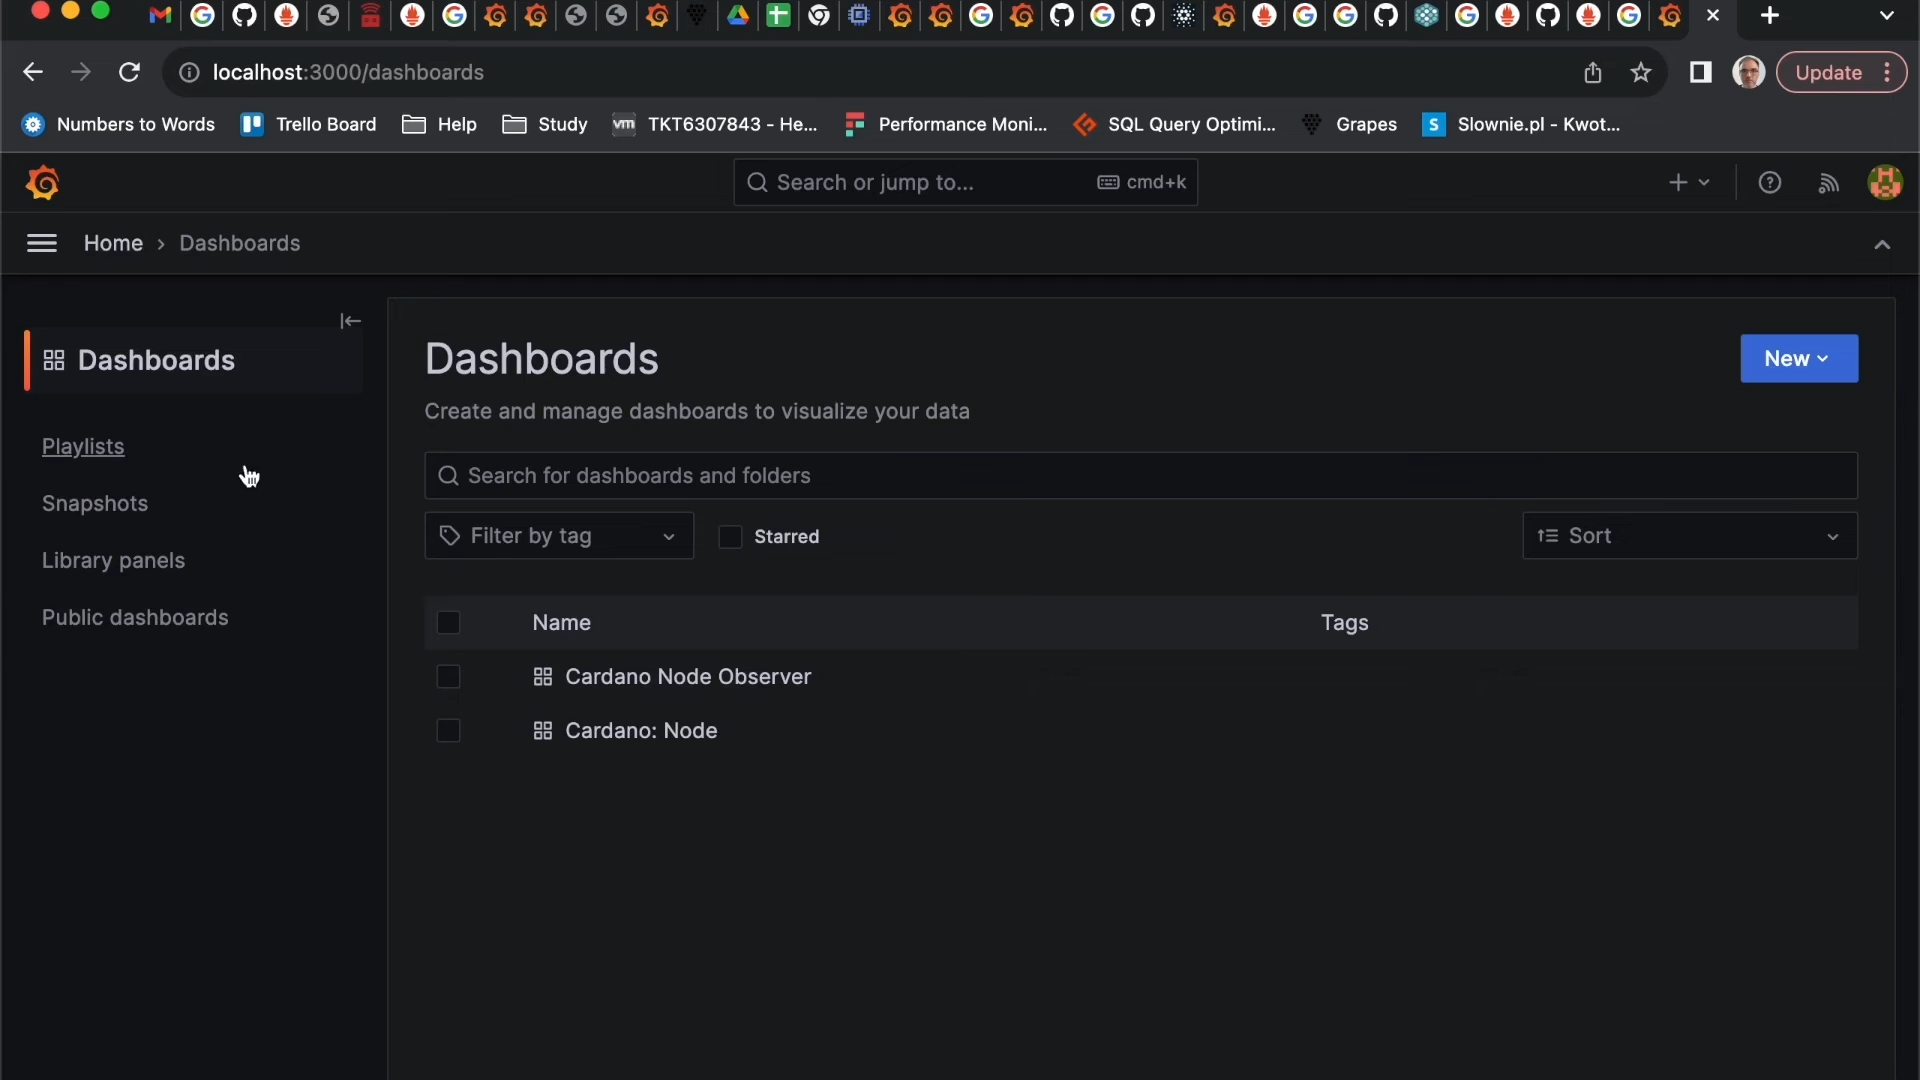 localhost:3000/dashboards
Update
Numbers to Words
Trello Board
Help
Study
vm TKT6307843 - He...
Performance Moni...
SQL Query Optimi...
Grapes
S Slownie.pl - Kwot...
Search or jump to...
cmd+k
Home › Dashboards
Dashboards
Playlists
Snapshots
Library panels
Public dashboards
Dashboards
New
Create and manage dashboards to visualize your data
Search for dashboards and folders
Filter by tag
Starred
Sort
Name
Tags
Cardano Node Observer
Cardano: Node